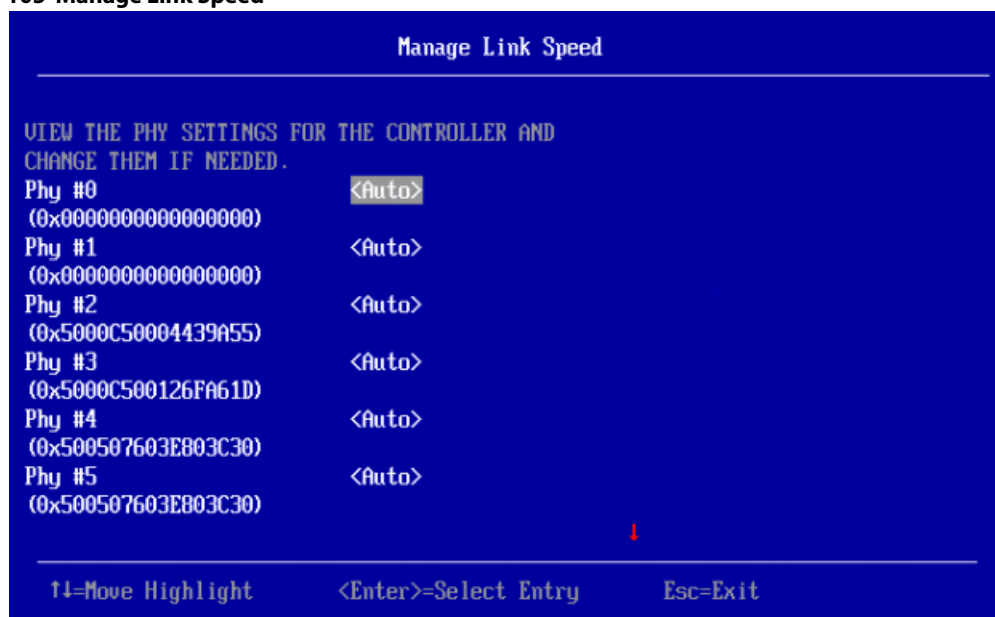 Manage Link Speed
VIEW THE PHY SETTINGS FOR THE CONTROLLER AND
CHANGE THEM IF NEEDED.
Phy #0 <Auto>
(0x0000000000000000)
Phy #1 <Auto>
(0x0000000000000000)
Phy #2 <Auto>
(0x5000C50004439A55)
Phy #3 <Auto>
(0x5000C500126FA61D)
Phy #4 <Auto>
(0x500507603E803C30)
Phy #5 <Auto>
(0x500507603E803C30)
↓
↑↓=Move Highlight <Enter>=Select Entry Esc=Exit